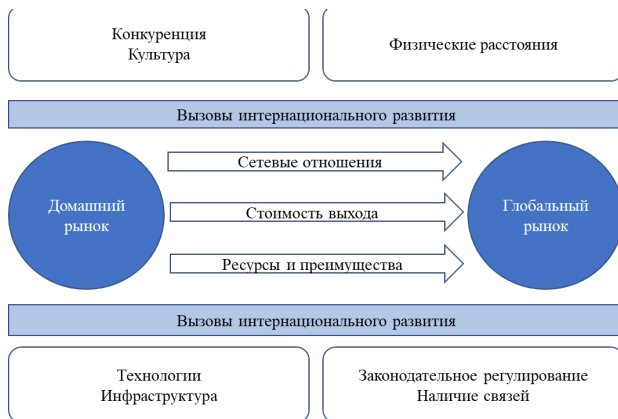 Конкуренция
Культура
Физические расстояния
Вызовы интернационального развития
Домашний
рынок
Сетевые отношения
Стоимость выхода
Ресурсы и преимущества
Глобальный
рынок
Вызовы интернационального развития
Технологии
Инфраструктура
Законодательное регулирование
Наличие связей